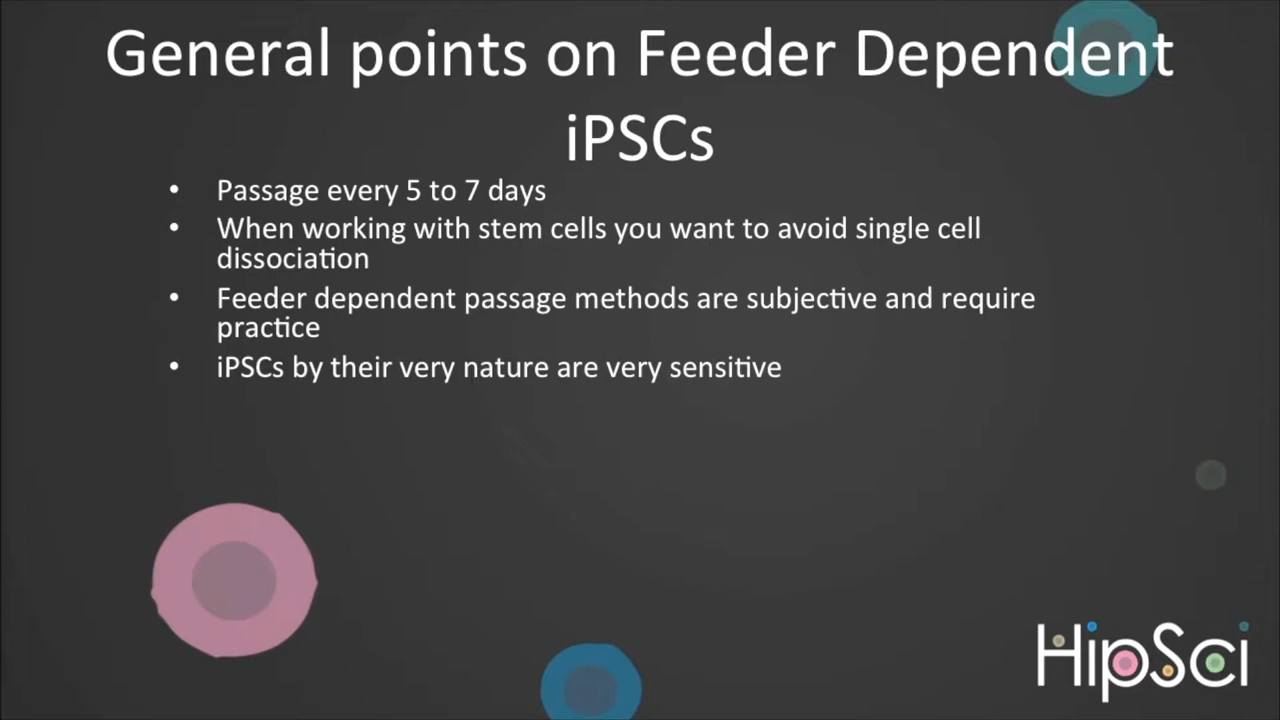 General points on Feeder Dependent
iPSCs
• Passage every 5 to 7 days
• When working with stem cells you want to avoid single cell
dissociation
• Feeder dependent passage methods are subjective and require
practice
• iPSCs by their very nature are very sensitive
HipSci